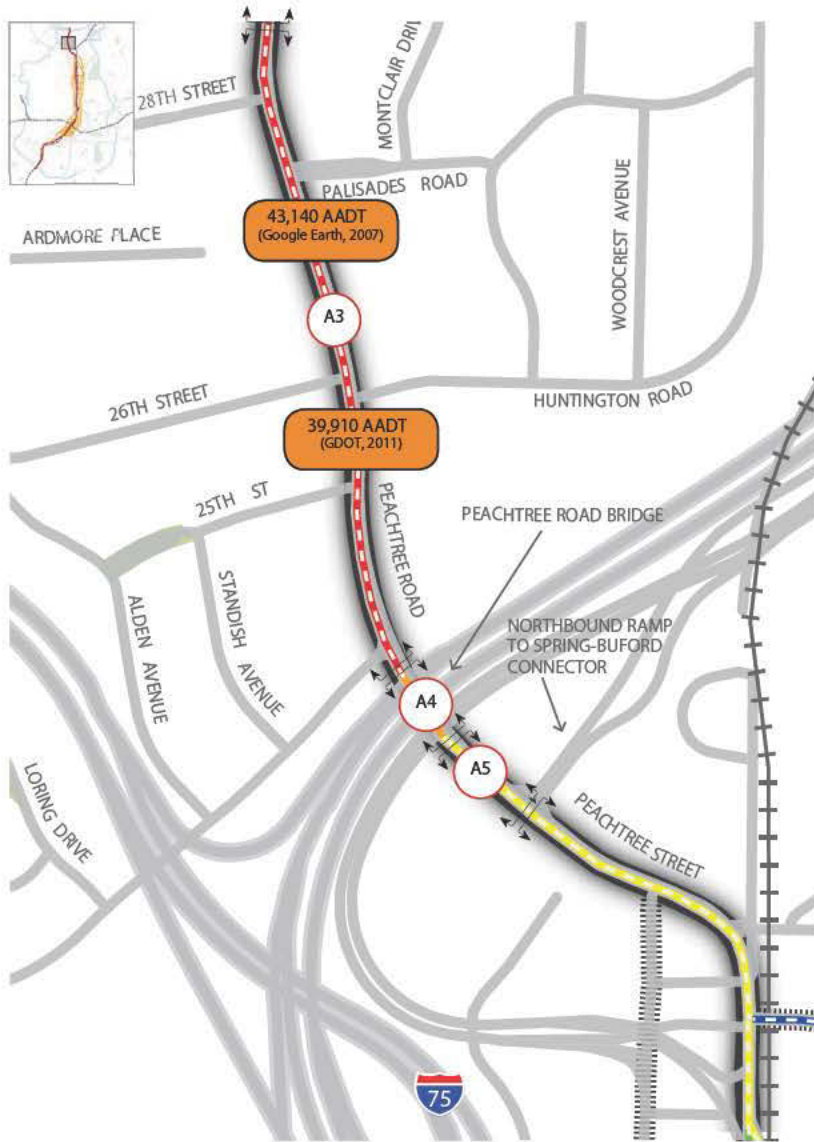 MONTCLAIR DRIV
28TH STREET
PALISADES ROAD
43,140 AADT
(Google Earth, 2007)
ARDMORE PLACE
WOODCREST AVENUE
A3
26TH STREET
HUNTINGTON ROAD
39,910 AADT
(GDOT, 2011)
25TH ST
PEACHTREE ROAD
PEACHTREE ROAD BRIDGE
STANDISH AVENUE
ALDEN AVENUE
NORTHBOUND RAMP
TO SPRING-BUFORD
CONNECTOR
A4
A5
LORING DRIVE
PEACHTREE STREET
75